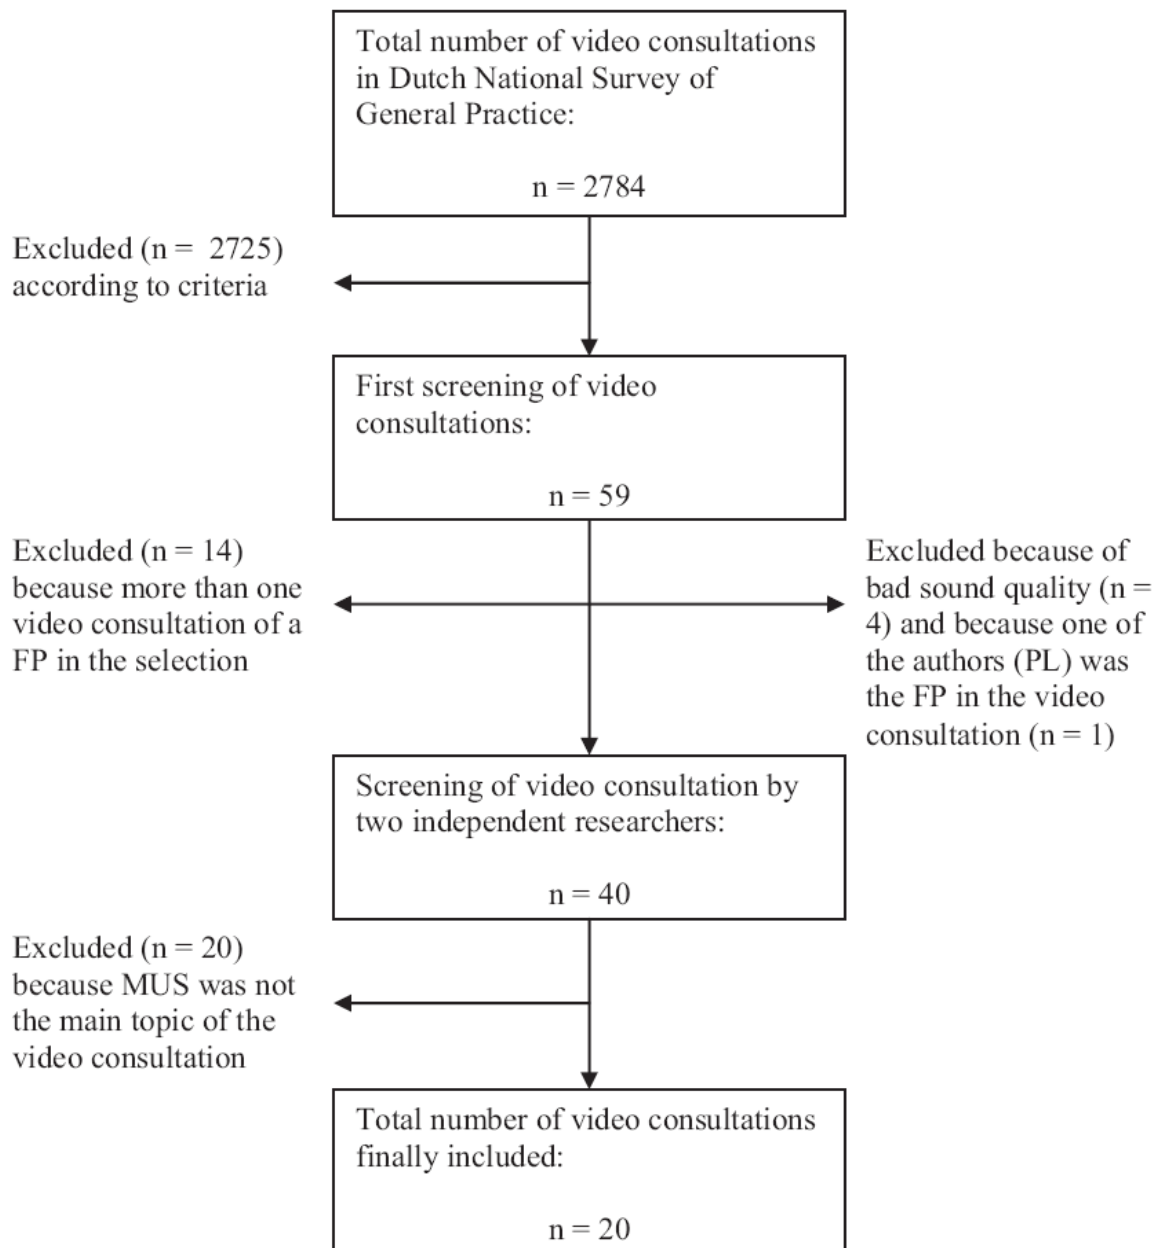 Total number of video consultations
in Dutch National Survey of
General Practice:
n = 2784
Excluded (n =  2725)
according to criteria
First screening of video
consultations:
n = 59
Excluded (n = 14)
because more than one
video consultation of a
FP in the selection
Excluded because of
bad sound quality (n =
4) and because one of
the authors (PL) was
the FP in the video
consultation (n = 1)
Screening of video consultation by
two independent researchers:
n = 40
Excluded (n = 20)
because MUS was not
the main topic of the
video consultation
Total number of video consultations
finally included:
n = 20